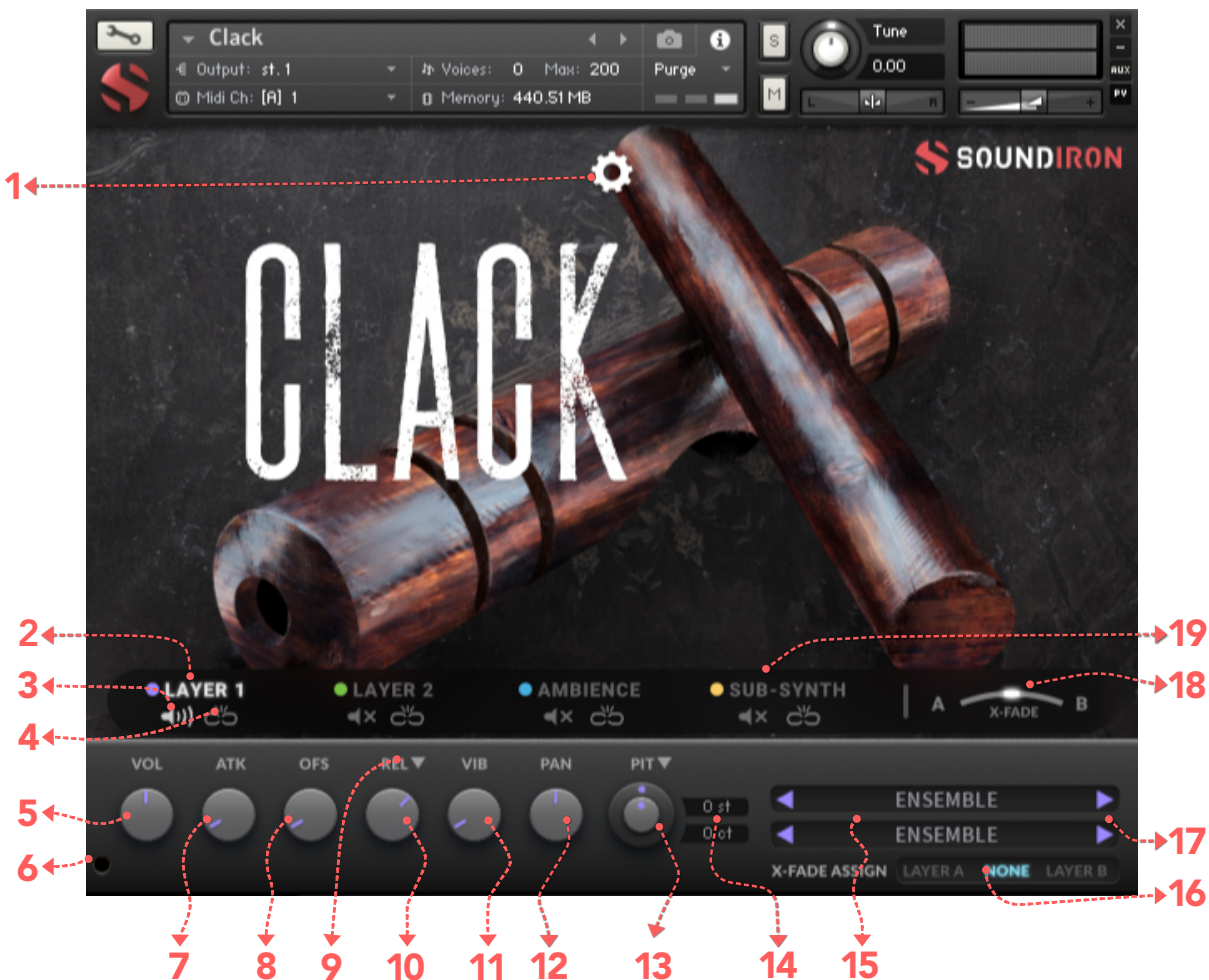 Clack
S
Tune
×
-
Output: st.1
Voices: 0 Max: 200
Purge
0.00
AUX
Midi Ch: [A] 1
Memory: 440.51 MB
M
L
R
-
+
PV
SOUNDIRON
1
CLACK
2
19
3
LAYER 1
LAYER 2
AMBIENCE
SUB-SYNTH
A
X-FADE
B
18
4
VOL
ATK
OFS
REL
VIB
PAN
PIT
5
0 st
ENSEMBLE
0 ct
ENSEMBLE
17
6
X-FADE ASSIGN
LAYER A
NONE
LAYER B
16
7
8
9
10
11
12
13
14
15